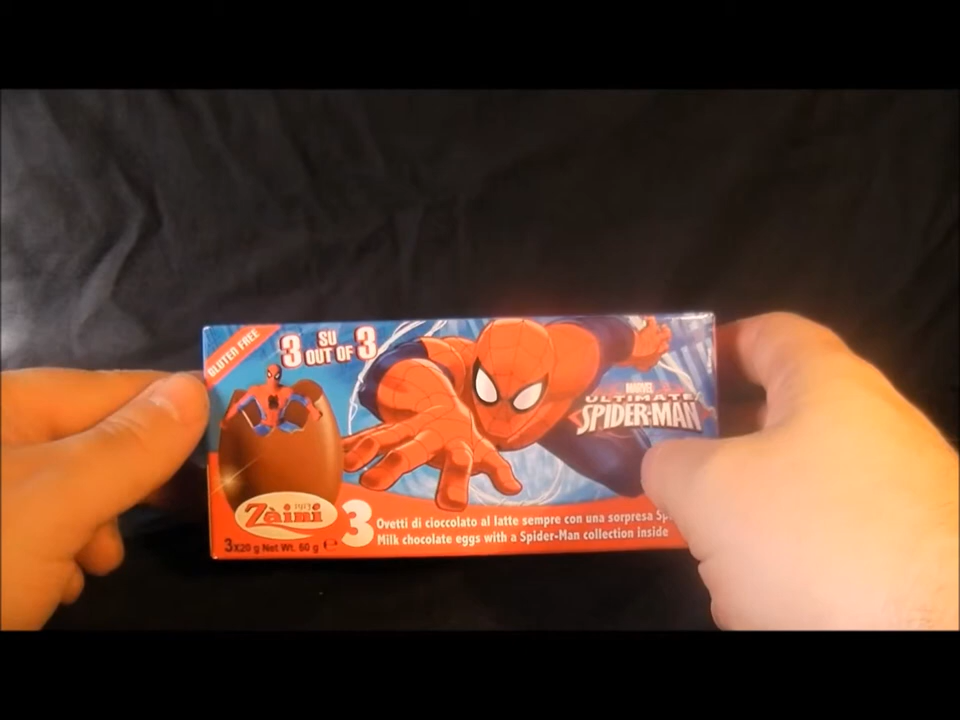 GLUTEN FREE
3 SU 3
OUT OF
MARVEL
ULTIMATE
SPIDER-MAN
1913
Zàini
3 Ovetti di cioccolato al latte sempre con una sorpresa
Milk chocolate eggs with a Spider-Man collection inside
3x20 g Net Wt. 60 g e